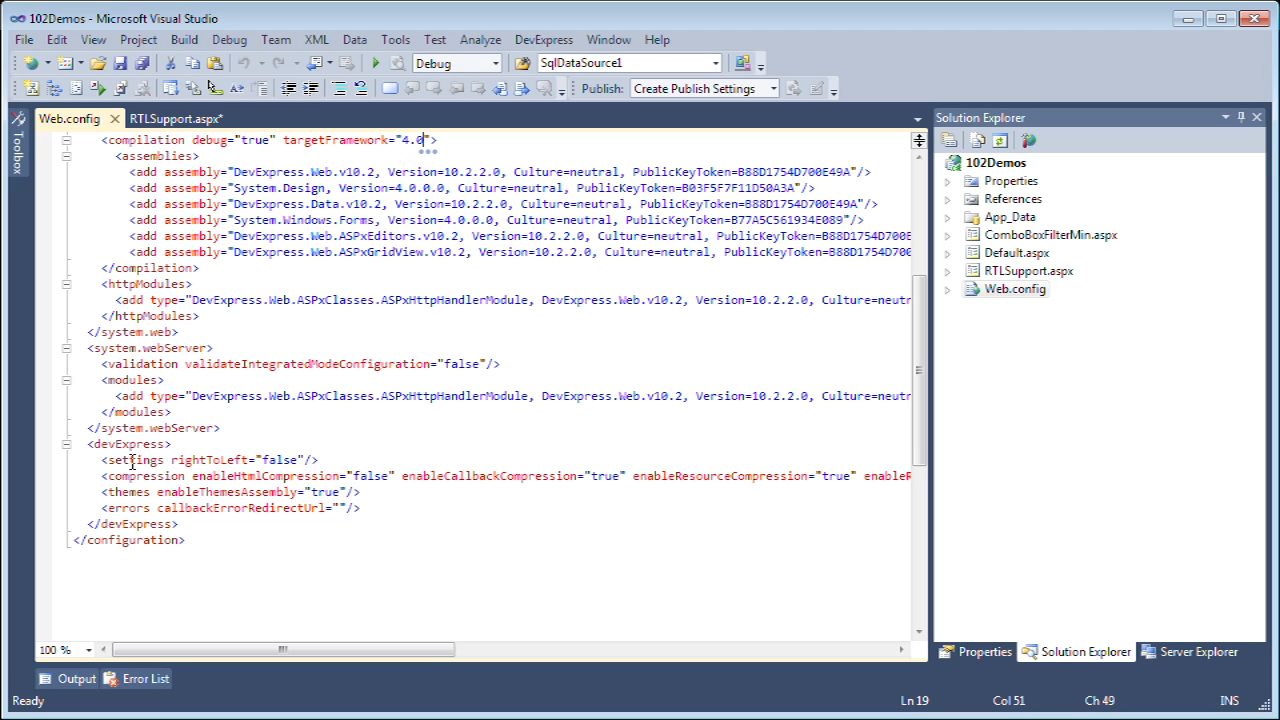 102Demos - Microsoft Visual Studio
File Edit View Project Build Debug Team XML Data Tools Test Analyze DevExpress Window Help
Debug SqlDataSource1
Publish: Create Publish Settings
Toolbox
Web.config RTLSupport.aspx*
<compilation debug="true" targetFramework="4.0">
<assemblies>
<add assembly="DevExpress.Web.v10.2, Version=10.2.2.0, Culture=neutral, PublicKeyToken=B88D1754D700E49A"/>
<add assembly="System.Design, Version=4.0.0.0, Culture=neutral, PublicKeyToken=B03F5F7F11D50A3A"/>
<add assembly="DevExpress.Data.v10.2, Version=10.2.2.0, Culture=neutral, PublicKeyToken=B88D1754D700E49A"/>
<add assembly="System.Windows.Forms, Version=4.0.0.0, Culture=neutral, PublicKeyToken=B77A5C561934E089"/>
<add assembly="DevExpress.ASPxEditors.v10.2, Version=10.2.2.0, Culture=neutral, PublicKeyToken=B88D1754D700E
<add assembly="DevExpress.Web.ASPxGridView.v10.2, Version=10.2.2.0, Culture=neutral, PublicKeyToken=B88D1754D700
</compilation>
<httpModules>
<add type="DevExpress.Web.ASPxClasses.ASPxHttpHandlerModule, DevExpress.Web.v10.2, Version=10.2.2.0, Culture=neutr
</httpModules>
</system.web>
<system.webServer>
<validation validateIntegratedModeConfiguration="false"/>
<modules>
<add type="DevExpress.Web.ASPxClasses.ASPxHttpHandlerModule, DevExpress.Web.v10.2, Version=10.2.2.0, Culture=neutr
</modules>
</system.webServer>
<devExpress>
<settings rightToLeft="false"/>
<compression enableHtmlCompression="false" enableCallbackCompression="true" enableResourceCompression="true" enableR
<themes enableThemesAssembly="true"/>
<errors callbackErrorRedirectUrl=""/>
</devExpress>
</configuration>
100 %
Solution Explorer
102Demos
Properties
References
App_Data
ComboBoxFilterMin.aspx
Default.aspx
RTLSupport.aspx
Web.config
Properties Solution Explorer Server Explorer
Output Error List
Ready Ln 19 Col 51 Ch 49 INS